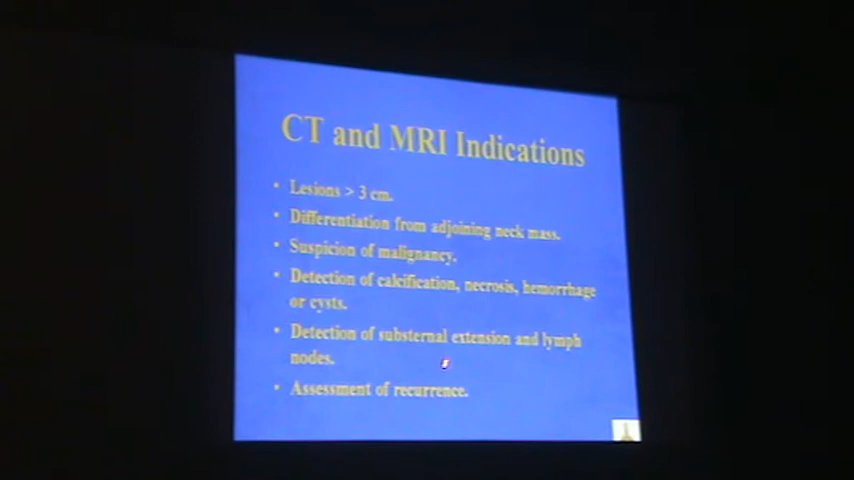 CT and MRI Indications
• Lesions > 3 cm.
• Differentiation from adjoining neck mass.
• Suspicion of malignancy.
• Detection of calcification, necrosis, hemorrhage
or cysts.
• Detection of substernal extension and lymph
nodes.
• Assessment of recurrence.